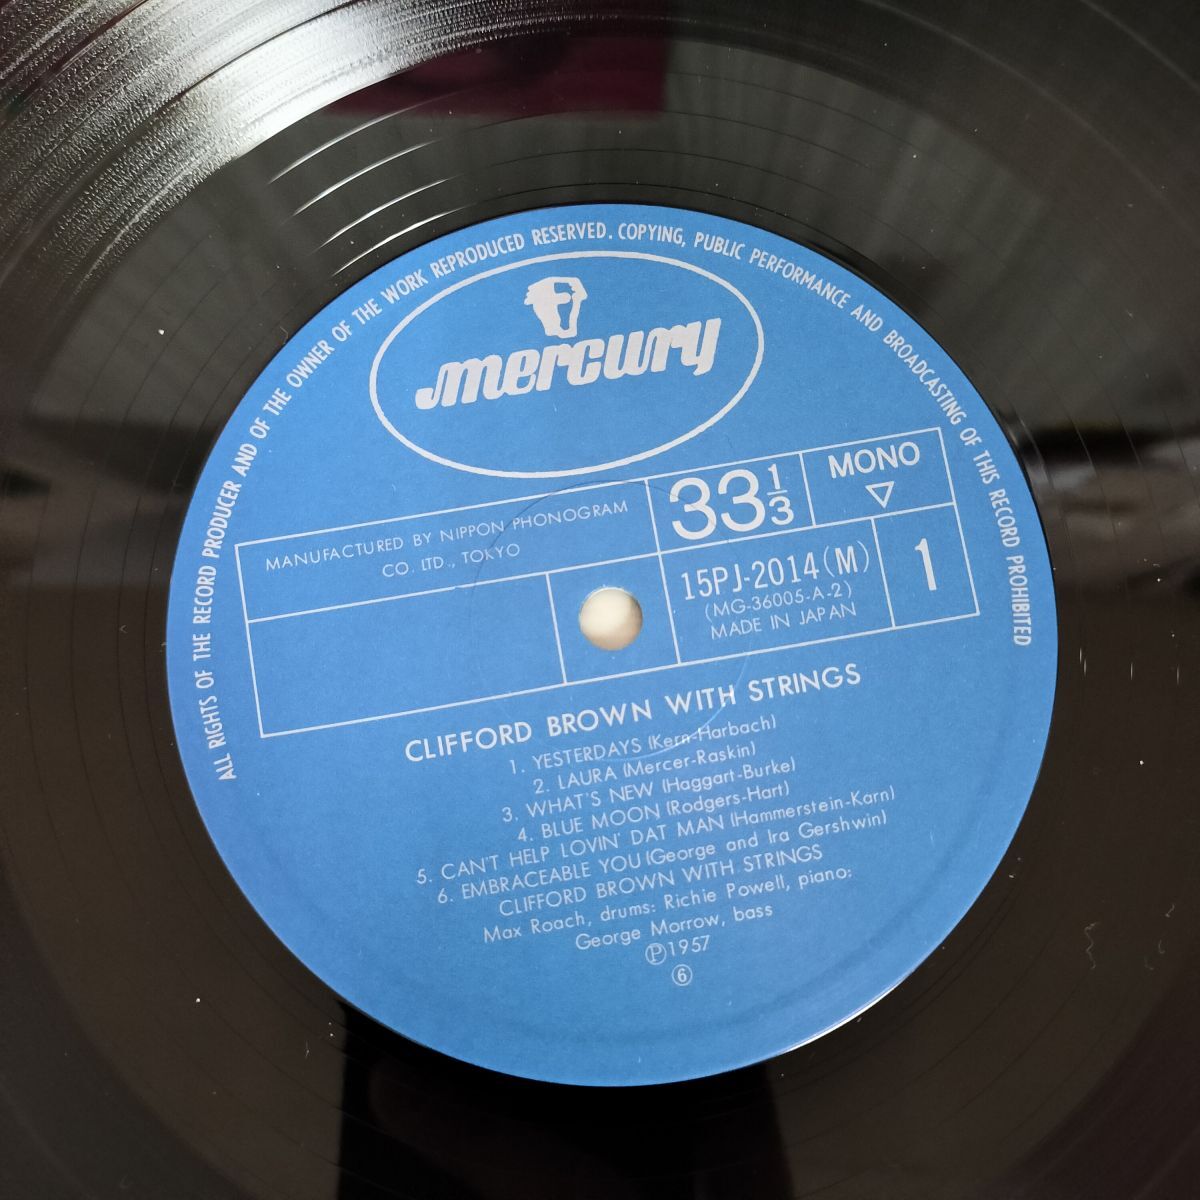 ALL RIGHTS OF THE RECORD PRODUCER AND OF THE OWNER OF THE WORK REPRODUCED RESERVED. COPYING, PUBLIC PERFORMANCE AND BROADCASTING OF THIS RECORD PROHIBITED
mercury
MANUFACTURED BY NIPPON PHONOGRAM
CO. LTD., TOKYO
33 1/3
MONO
▽
15PJ-2014(M)
(MG-36005-A-2)
MADE IN JAPAN
1
CLIFFORD BROWN WITH STRINGS
1. YESTERDAYS (Kern-Harbach)
2. LAURA (Mercer-Raskin)
3. WHAT'S NEW (Haggart-Burke)
4. BLUE MOON (Rodgers-Hart)
5. CAN'T HELP LOVIN' DAT MAN (Hammerstein-Karn)
6. EMBRACEABLE YOU (George and Ira Gershwin)
CLIFFORD BROWN WITH STRINGS
Max Roach, drums: Richie Powell, piano:
George Morrow, bass
Ⓟ1957
⑥